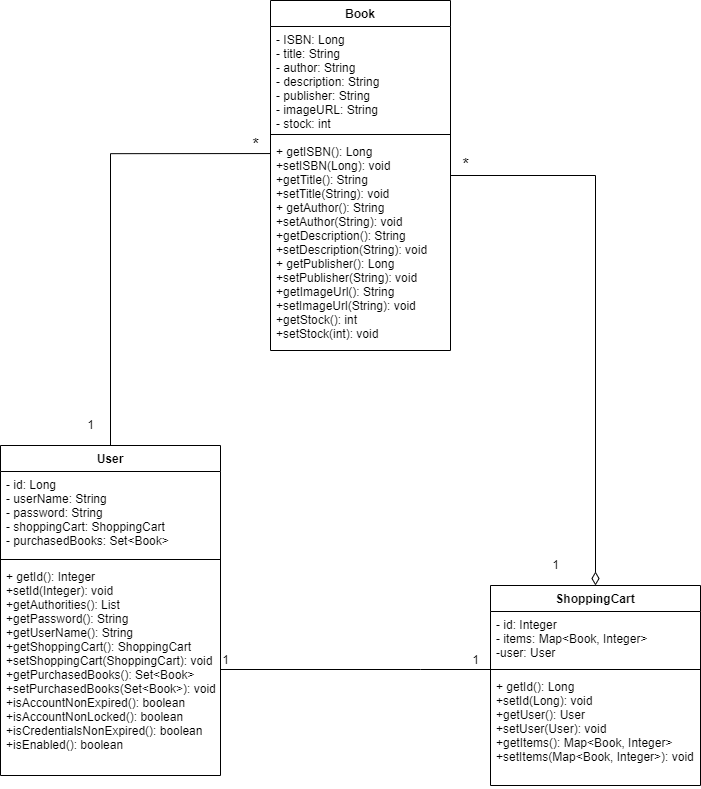 Book
- ISBN: Long
- title: String
- author: String
- description: String
- publisher: String
- imageURL: String
- stock: int
+ getISBN(): Long
+setISBN(Long): void
+getTitle(): String
+setTitle(String): void
+ getAuthor(): String
+setAuthor(String): void
+getDescription(): String
+setDescription(String): void
+ getPublisher(): Long
+setPublisher(String): void
+getImageUrl(): String
+setImageUrl(String): void
+getStock(): int
+setStock(int): void
*
*
1
User
- id: Long
- userName: String
- password: String
- shoppingCart: ShoppingCart
- purchasedBooks: Set<Book>
+ getId(): Integer
+setId(Integer): void
+getAuthorities(): List
+getPassword(): String
+getUserName(): String
+getShoppingCart(): ShoppingCart
+setShoppingCart(ShoppingCart): void
+getPurchasedBooks(): Set<Book>
+setPurchasedBooks(Set<Book>): void
+isAccountNonExpired(): boolean
+isAccountNonLocked(): boolean
+isCredentialsNonExpired(): boolean
+isEnabled(): boolean
1
1
1
ShoppingCart
- id: Integer
- items: Map<Book, Integer>
-user: User
+ getId(): Long
+setId(Long): void
+getUser(): User
+setUser(User): void
+getItems(): Map<Book, Integer>
+setItems(Map<Book, Integer>): void